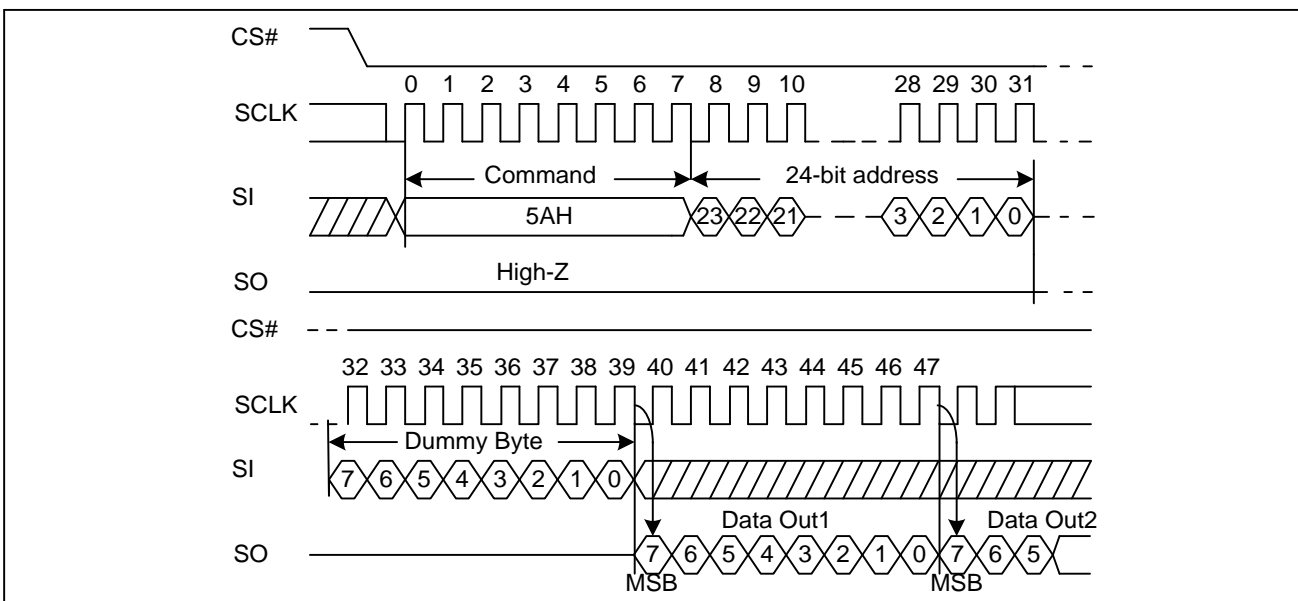 CS#
0 1 2 3 4 5 6 7 8 9 10 28 29 30 31
SCLK
Command 24-bit address
SI
5AH 23 22 21 3 2 1 0
High-Z
SO
CS#
32 33 34 35 36 37 38 39 40 41 42 43 44 45 46 47
SCLK
Dummy Byte
SI
7 6 5 4 3 2 1 0
Data Out1 Data Out2
SO
7 6 5 4 3 2 1 0 7 6 5
MSB MSB